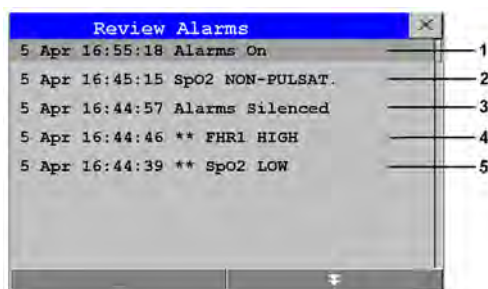 Review Alarms
5 Apr 16:55:18 Alarms On
1
5 Apr 16:45:15 SpO2 NON-PULSAT.
2
5 Apr 16:44:57 Alarms Silenced
3
5 Apr 16:44:46 ** FHR1 HIGH
4
5 Apr 16:44:39 ** SpO2 LOW
5